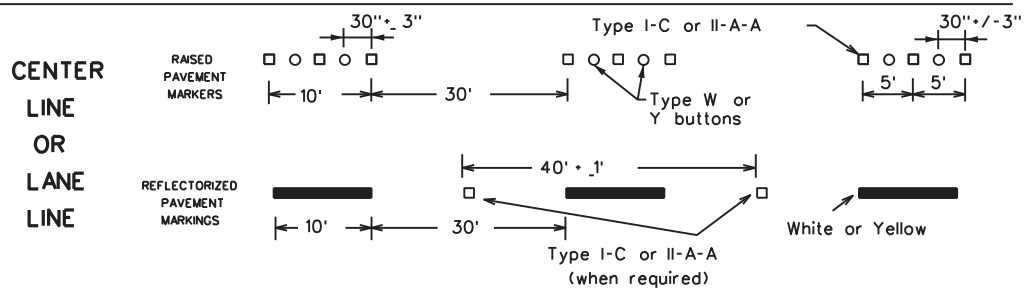 CENTER
LINE
OR
LANE
LINE
RAISED
PAVEMENT
MARKERS
30"+_ 3"
10'
30'
Type I-C or II-A-A
Type W or
Y buttons
30"+/-3"
5'
5'
REFLECTORIZED
PAVEMENT
MARKINGS
40' +_ 1'
10'
30'
Type I-C or II-A-A
(when required)
White or Yellow